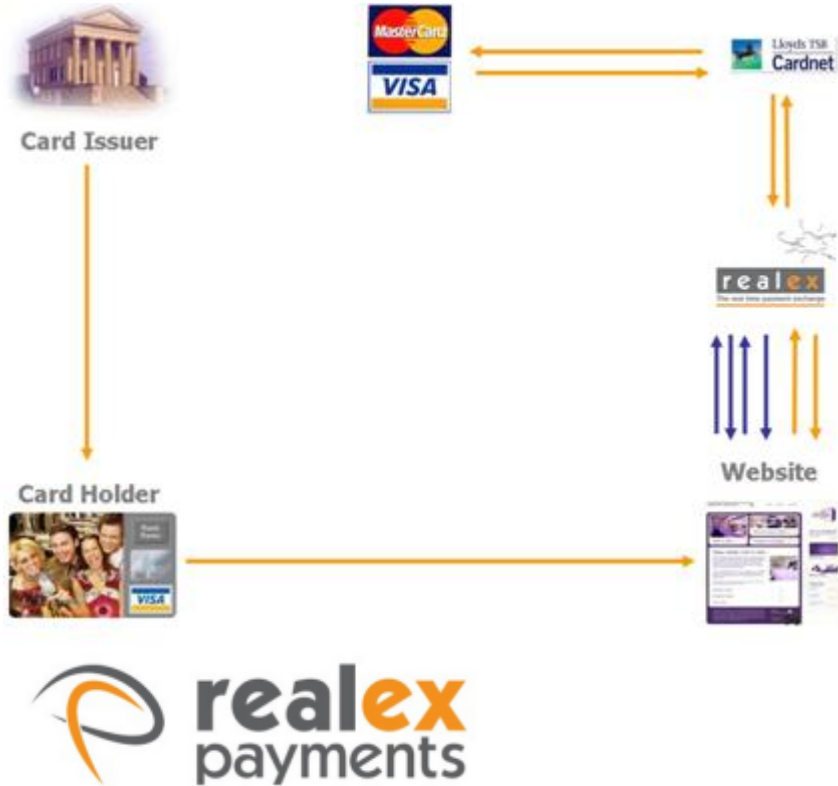 MasterCard
VISA
Lloyds TSB
Cardnet
Card Issuer
realex
The real time payment exchange
Website
Card Holder
VISA
realex
payments